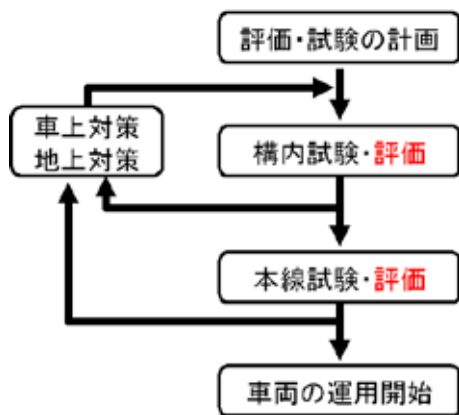 評価・試験の計画
車上対策
地上対策
構内試験・評価
本線試験・評価
車両の運用開始